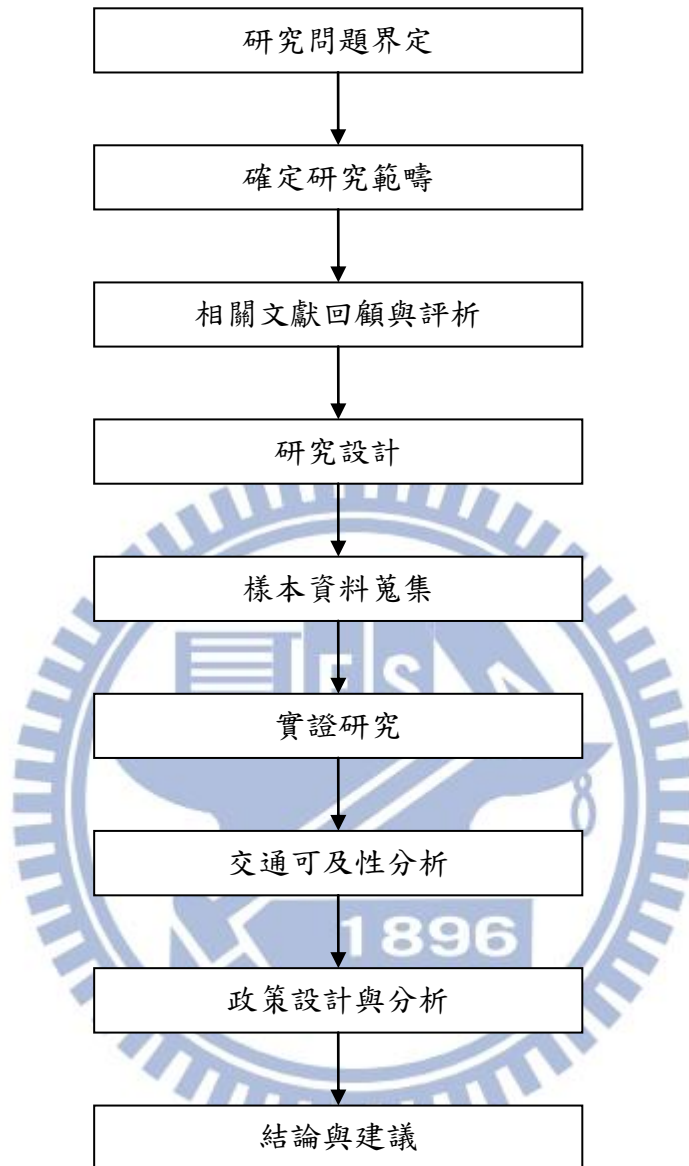 研究問題界定
確定研究範疇
相關文獻回顧與評析
研究設計
樣本資料蒐集
ESA
實證研究
交通可及性分析
1896
政策設計與分析
結論與建議